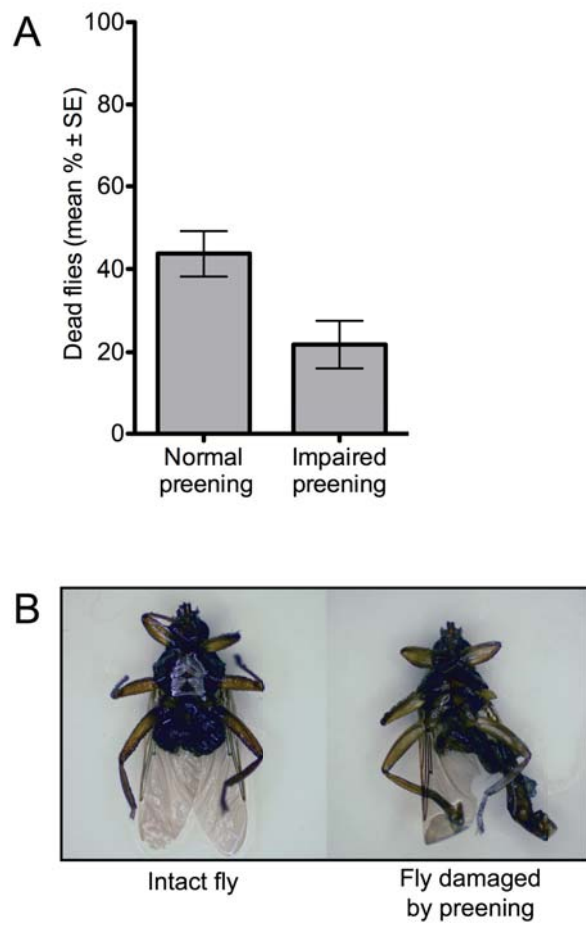 A
Dead flies (mean % ± SE)
100
80
60
40
20
0
Normal
preening
Impaired
preening
B
Intact fly
Fly damaged
by preening